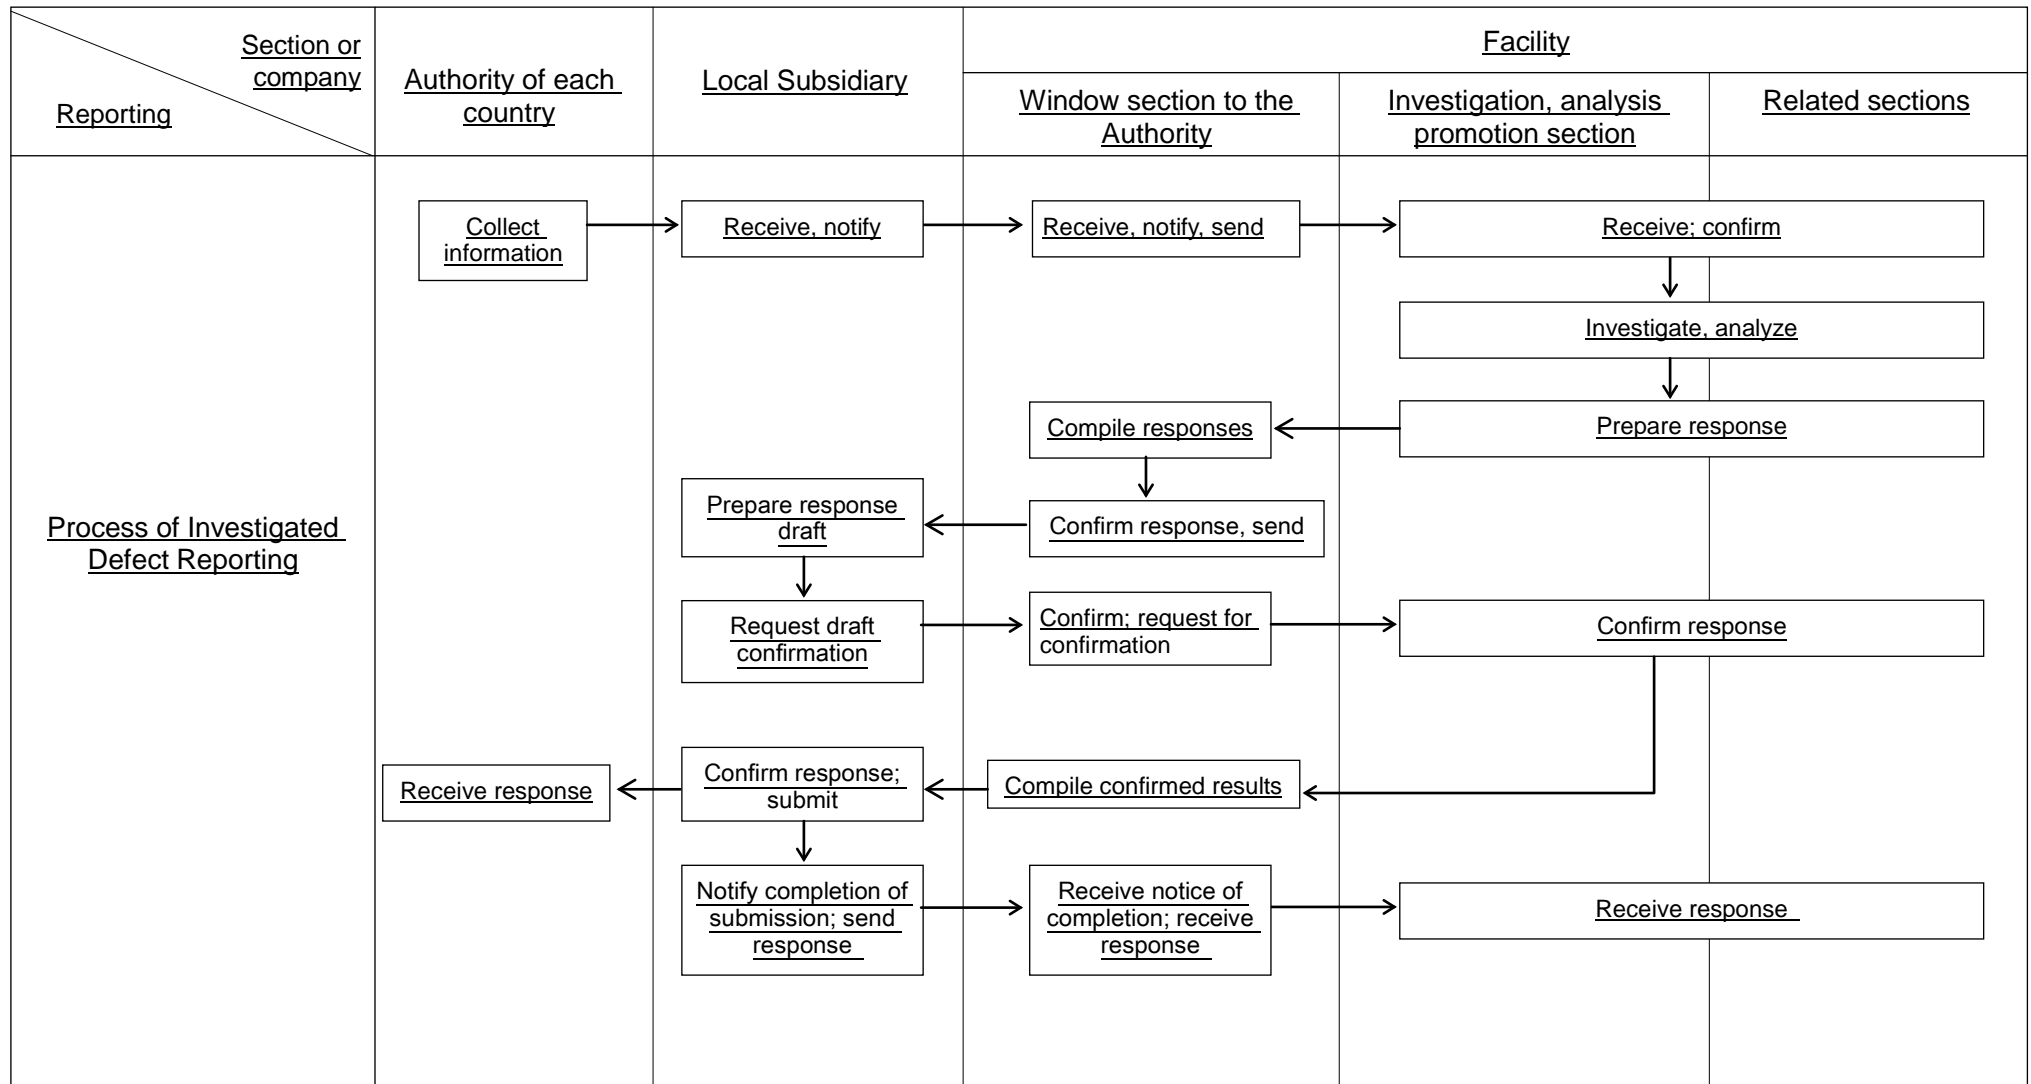 Section or
company
Reporting
Authority of each
country
Local Subsidiary
Facility
Window section to the
Authority
Investigation, analysis
promotion section
Related sections
Process of Investigated
Defect Reporting
Collect
information
Receive, notify
Receive, notify, send
Receive; confirm
Investigate, analyze
Prepare response
Compile responses
Confirm response, send
Prepare response
draft
Request draft
confirmation
Confirm; request for
confirmation
Confirm response
Compile confirmed results
Confirm response;
submit
Receive response
Notify completion of
submission; send
response
Receive notice of
completion; receive
response
Receive response